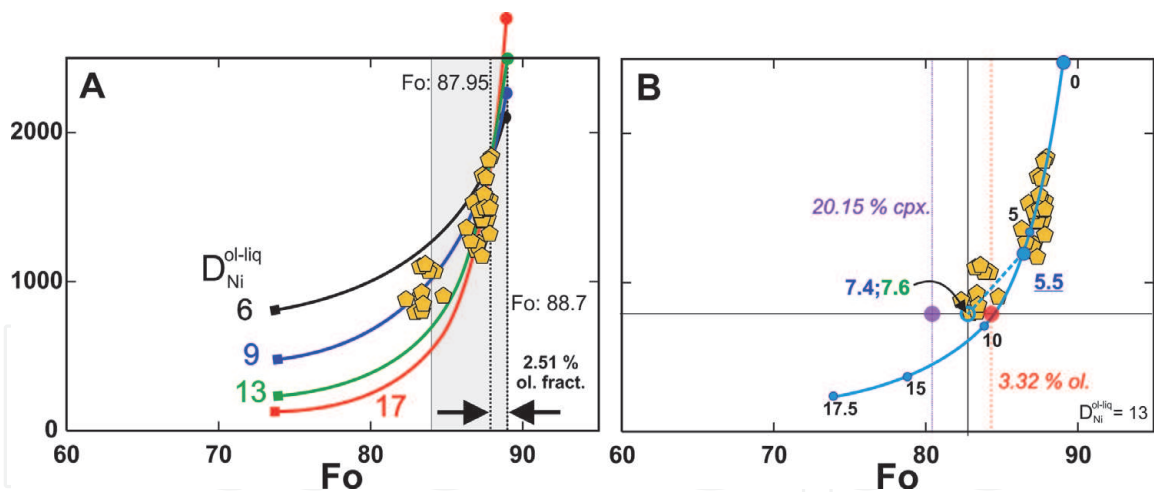 A
Fo: 87.95
2000
D_Ni^ol-liq
1000
6
Fo: 88.7
9
2.51 %
ol. fract.
13
17
0
60
70
80
90
Fo
B
0
20.15 % cpx.
5
7.4;7.6
5.5
10
15
3.32 % ol.
17.5
D_Ni^ol-liq = 13
60
70
80
90
Fo